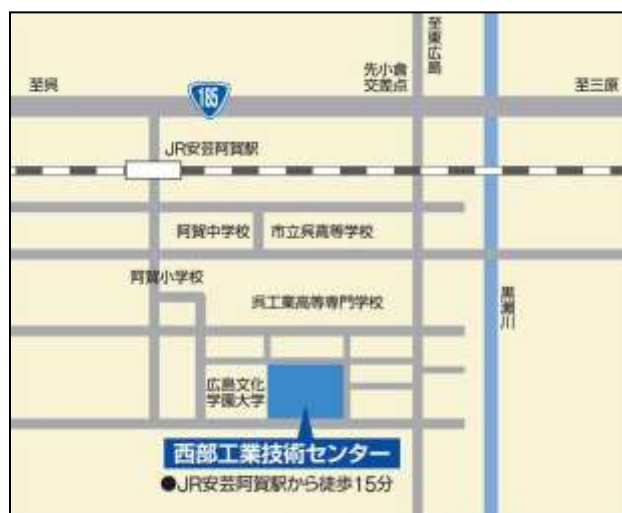 至東広島
先小倉
交差点
至呉
185
至三原
JR安芸阿賀駅
阿賀中学校
市立呉高等学校
阿賀小学校
呉工業高等専門学校
黒瀬川
広島文化
学園大学
西部工業技術センター
●JR安芸阿賀駅から徒歩15分